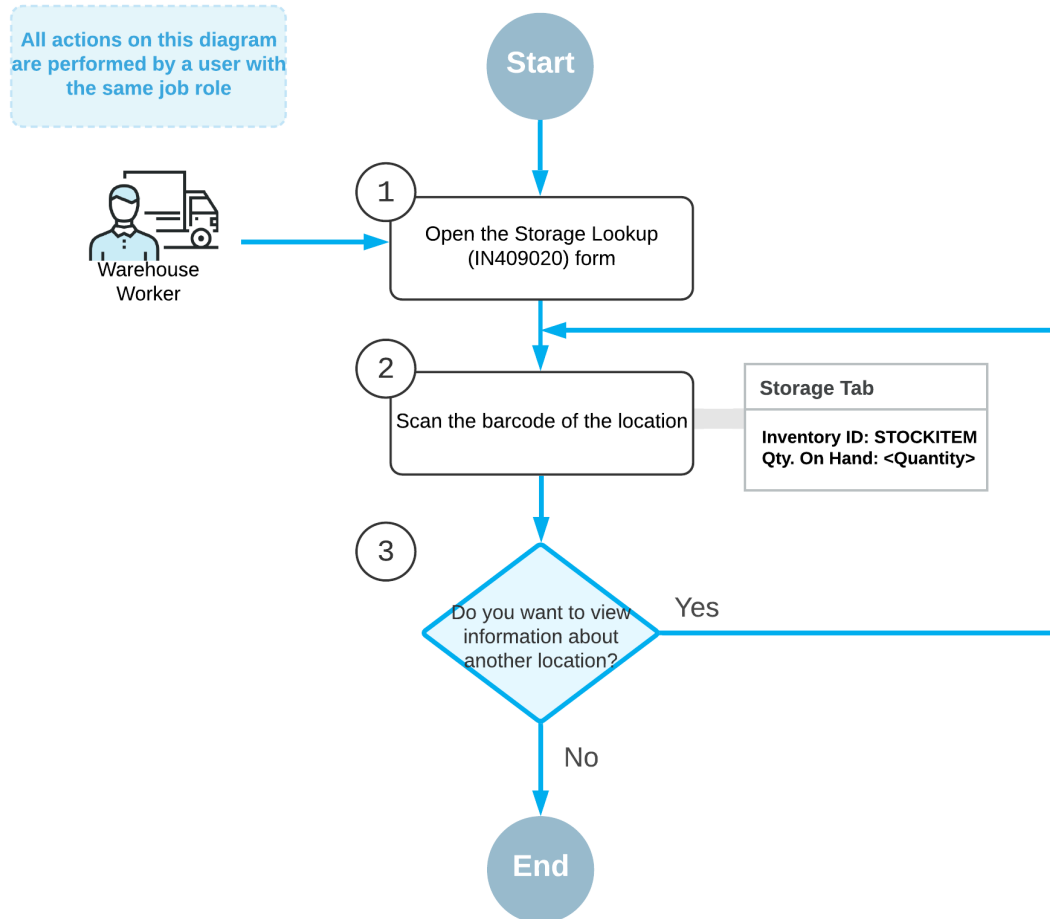 All actions on this diagram
are performed by a user with
the same job role
Start
1
Open the Storage Lookup
(IN409020) form
Warehouse
Worker
2
Scan the barcode of the location
Storage Tab
Inventory ID: STOCKITEM
Qty. On Hand: <Quantity>
3
Do you want to view
information about
another location?
Yes
No
End